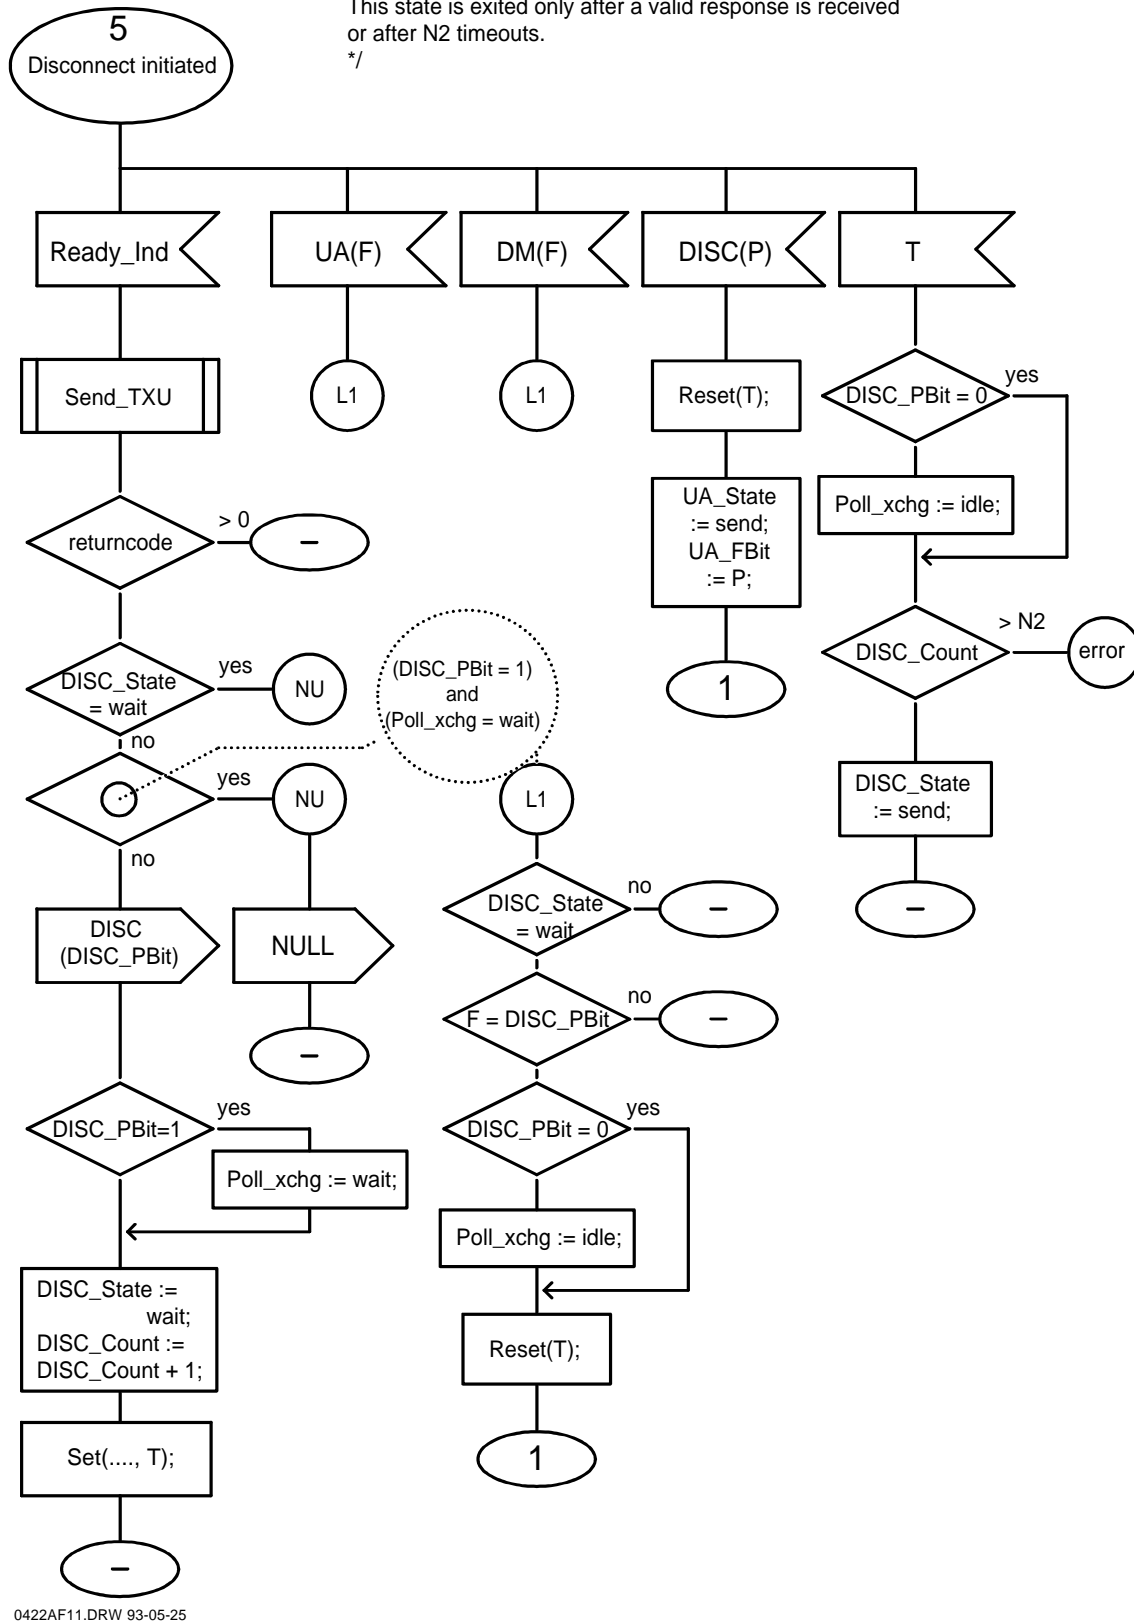 This state is exited only after a valid response is received
or after N2 timeouts.
*/
5
Disconnect initiated
Ready_Ind
UA(F)
DM(F)
DISC(P)
T
Send_TXU
L1
L1
Reset(T);
DISC_PBit = 0
yes
UA_State
:= send;
UA_FBit
:= P;
Poll_xchg := idle;
returncode
> 0
–
DISC_State
= wait
yes
NU
no
(DISC_PBit = 1)
and
(Poll_xchg = wait)
1
DISC_Count
> N2
error
yes
NU
no
L1
DISC_State
:= send;
–
DISC
(DISC_PBit)
NULL
–
DISC_State
= wait
no
–
F = DISC_PBit
no
–
DISC_PBit=1
yes
Poll_xchg := wait;
DISC_PBit = 0
yes
Poll_xchg := idle;
DISC_State :=
wait;
DISC_Count :=
DISC_Count + 1;
Reset(T);
Set(...., T);
1
–
0422AF11.DRW 93-05-25